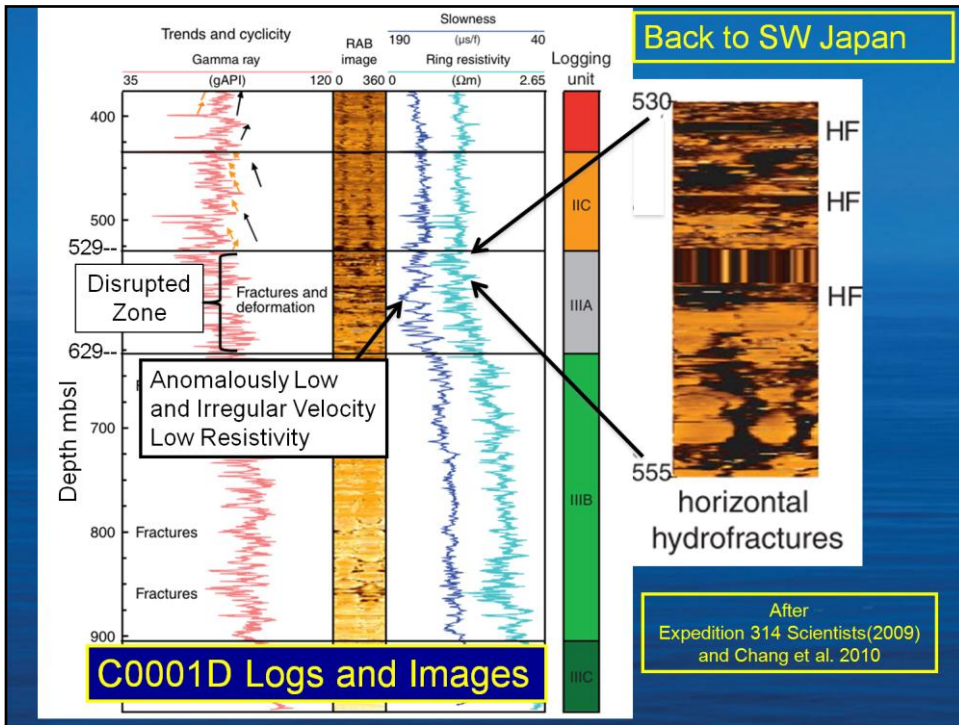 Back to SW Japan
Slowness
190 (μs/f) 40
Trends and cyclicity
RAB
image
Gamma ray
Ring resistivity
Logging
unit
35 (gAPI) 120
0 360
0 (Ωm) 2.65
Depth mbsl
400
500
529--
629--
700
800
900
Disrupted
Zone
Fractures and
deformation
Anomalously Low
and Irregular Velocity
Low Resistivity
Fractures
Fractures
IIC
IIIA
IIIB
IIIC
530
HF
HF
HF
555
horizontal
hydrofractures
After
Expedition 314 Scientists(2009)
and Chang et al. 2010
C0001D Logs and Images